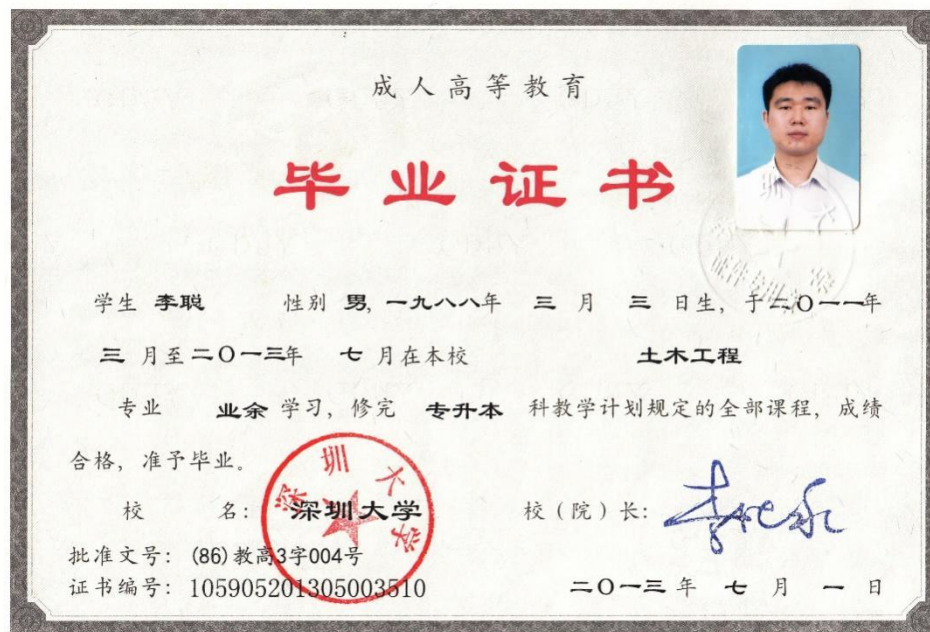 成人高等教育
毕业证书
学生 李聪 性别 男, 一九八八年 三 月 三 日生, 于二〇一一年
三 月至二〇一三年 七 月在本校 土木工程
专业 业余 学习, 修完 专升本 科教学计划规定的全部课程, 成绩
合格, 准予毕业。
深圳大学
校 名: 深圳大学 校（院）长:
批准文号: (86)教高3字004号
证书编号: 105905201305003510 二〇一三年 七 月 一 日